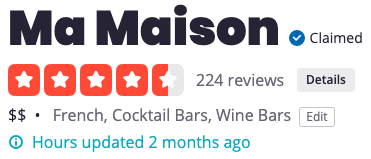 Ma Maison Claimed
224 reviews Details
$$ • French, Cocktail Bars, Wine Bars Edit
Hours updated 2 months ago